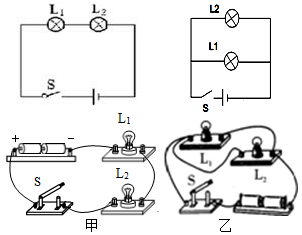 L₁ L₂
S
L2
L1
S
+ −
L₁
S
L₂
甲
L₁
L₂
S
乙